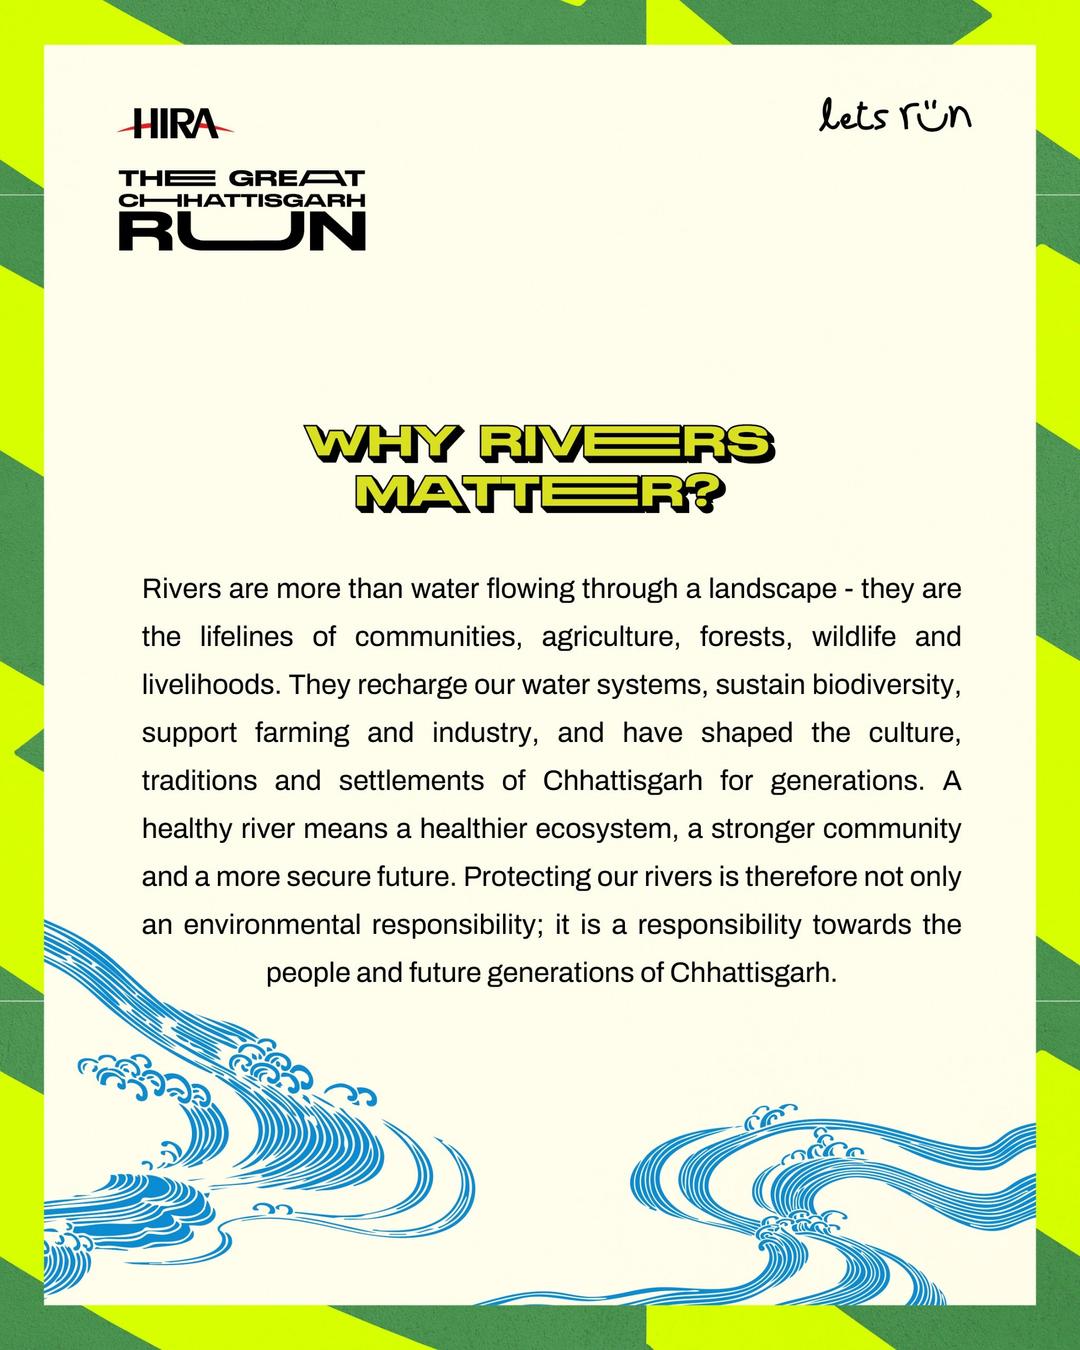 HIRA
lets run
THE GREAT
CHHATTISGARH
RUN
WHY RIVERS
MATTER?
Rivers are more than water flowing through a landscape - they are
the lifelines of communities, agriculture, forests, wildlife and
livelihoods. They recharge our water systems, sustain biodiversity,
support farming and industry, and have shaped the culture,
traditions and settlements of Chhattisgarh for generations. A
healthy river means a healthier ecosystem, a stronger community
and a more secure future. Protecting our rivers is therefore not only
an environmental responsibility; it is a responsibility towards the
people and future generations of Chhattisgarh.